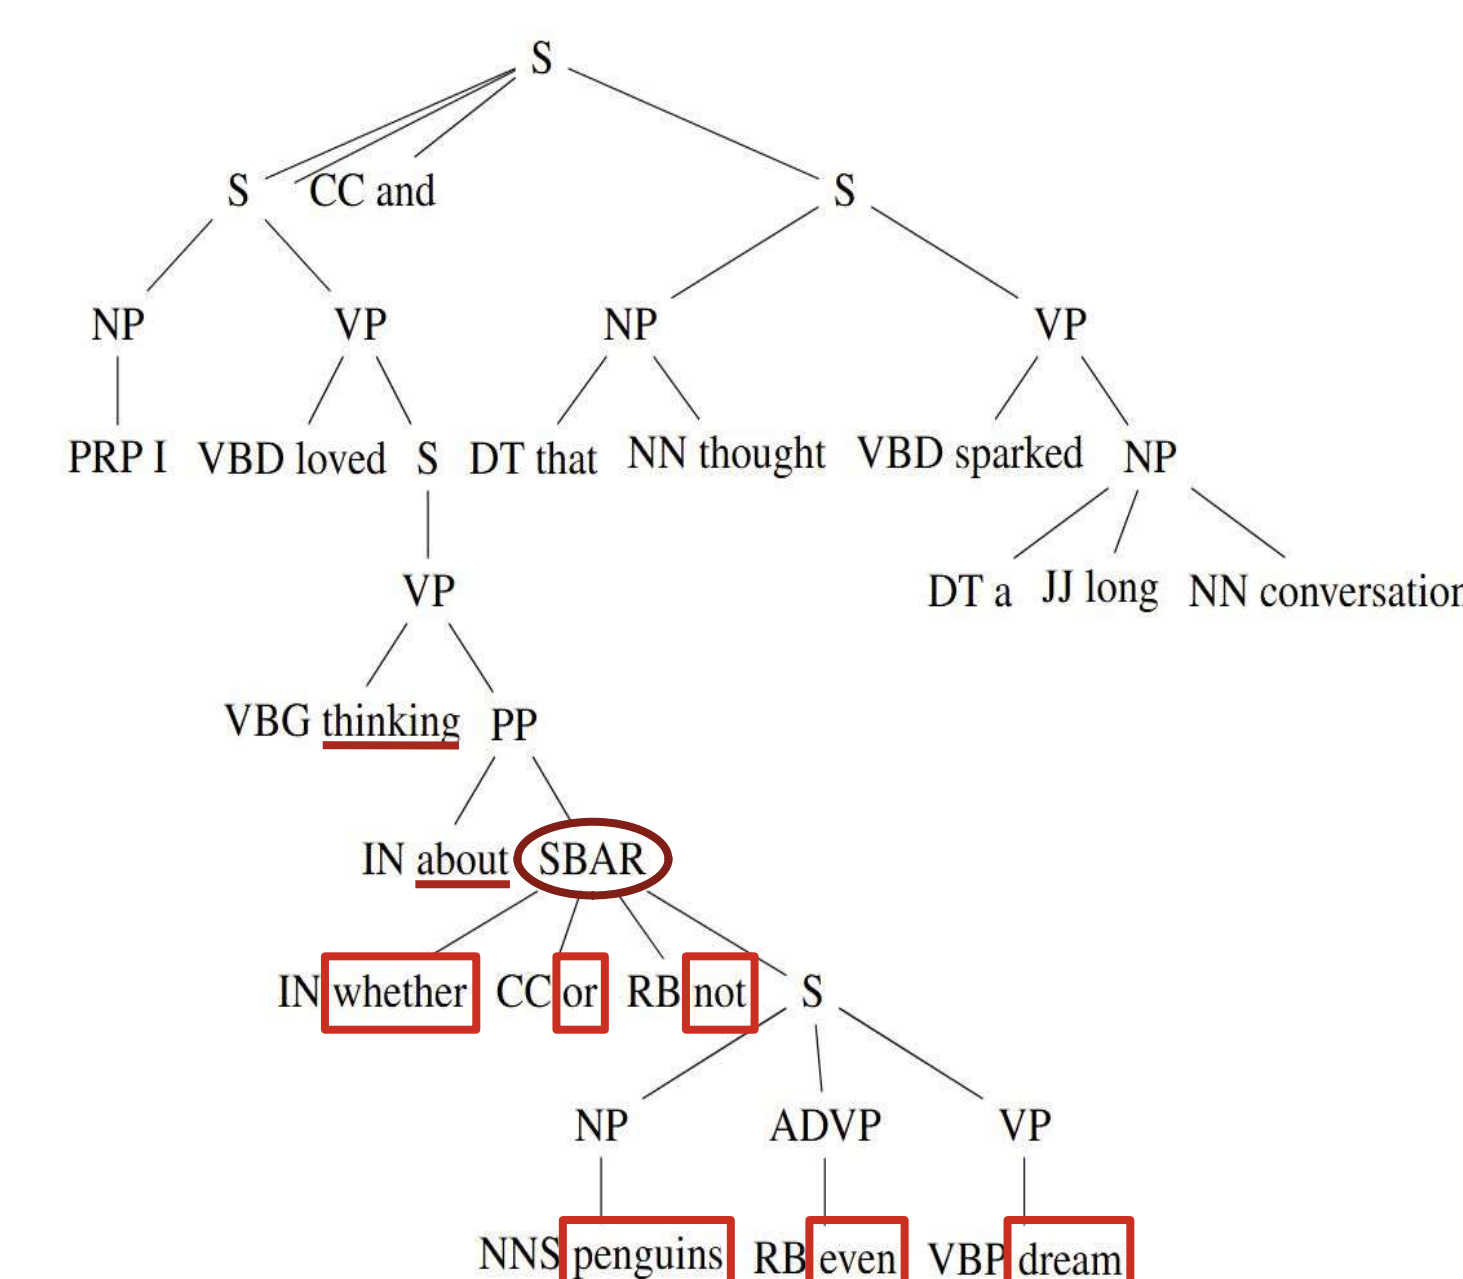 S
S CC and S
NP VP NP VP
PRP I VBD loved S DT that NN thought VBD sparked NP
VP DT a JJ long NN conversation
VBG thinking PP
IN about SBAR
IN whether CC or RB not S
NP ADVP VP
NNS penguins RB even VBP dream